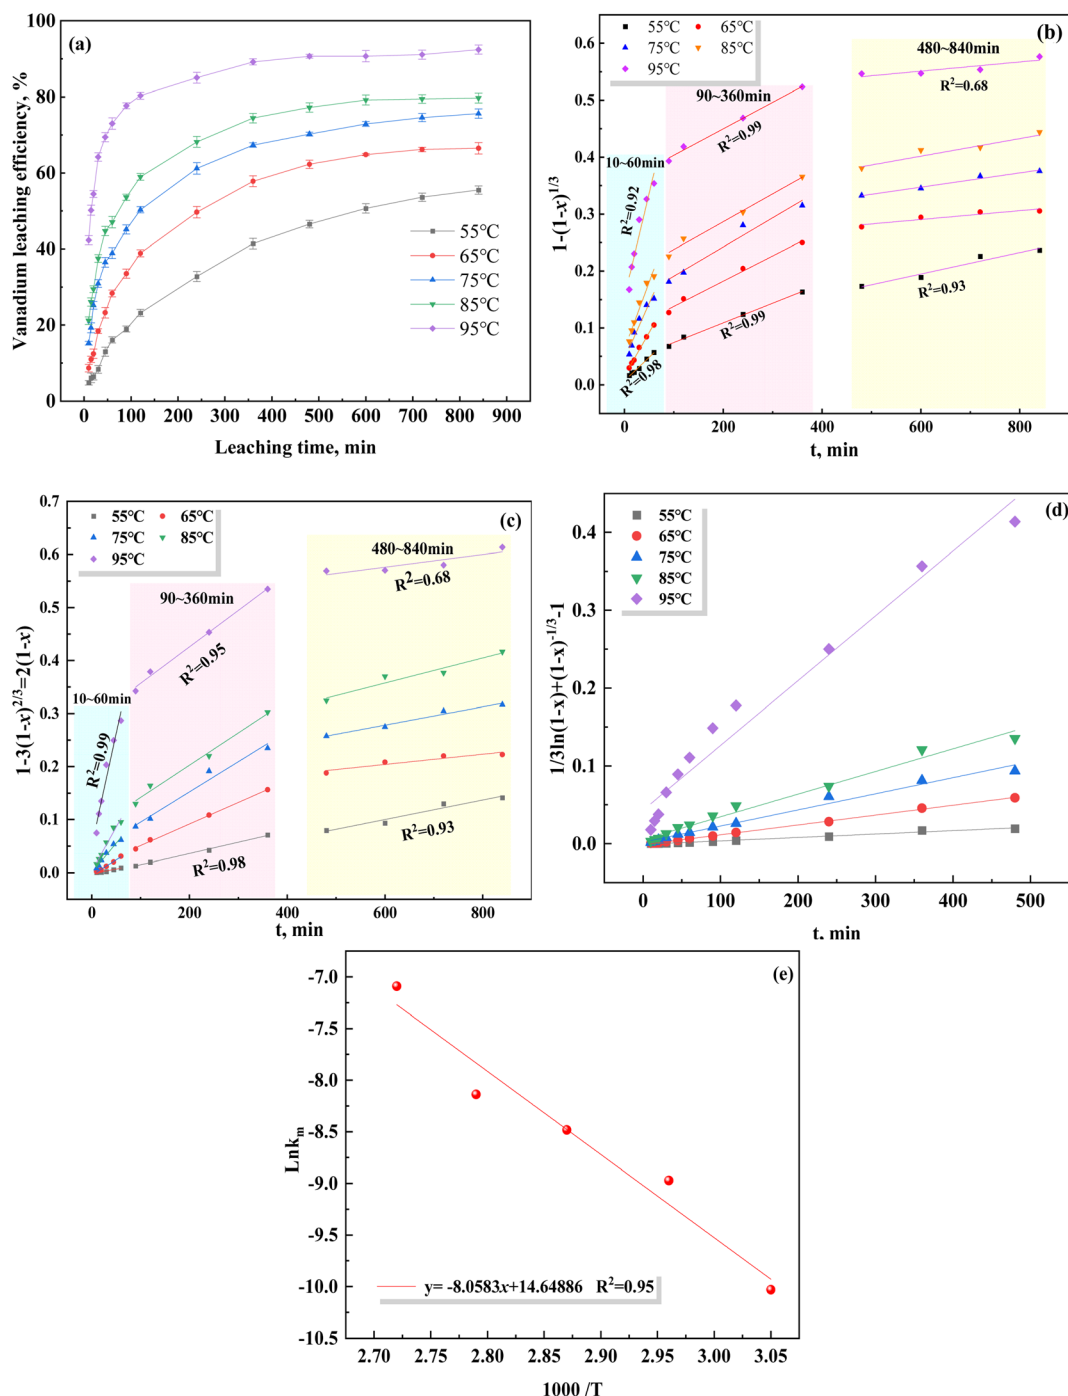 (a)
100
80
60
40
20
0
Vanadium leaching efficiency, %
55℃
65℃
75℃
85℃
95℃
0 100 200 300 400 500 600 700 800 900
Leaching time, min
(b)
55℃ 65℃
75℃ 85℃
95℃
480~840min
90~360min
10~60min
R²=0.68
R²=0.99
R²=0.92
R²=0.93
R²=0.99
R²=0.98
0.6
0.5
0.4
0.3
0.2
0.1
0.0
1-(1-x)^1/3
0 200 400 600 800
t, min
(c)
55℃ 65℃
75℃ 85℃
95℃
480~840min
90~360min
10~60min
R²=0.68
R²=0.95
R²=0.99
R²=0.93
R²=0.98
0.7
0.6
0.5
0.4
0.3
0.2
0.1
0.0
1-3(1-x)^2/3=2(1-x)
0 200 400 600 800
t, min
(d)
55℃
65℃
75℃
85℃
95℃
0.4
0.3
0.2
0.1
0.0
1/3ln(1-x)+(1-x)^-1/3-1
0 100 200 300 400 500
t, min
(e)
-7.0
-7.5
-8.0
-8.5
-9.0
-9.5
-10.0
-10.5
Lnkₘ
y= -8.0583x+14.64886 R²=0.95
2.70 2.75 2.80 2.85 2.90 2.95 3.00 3.05
1000 /T